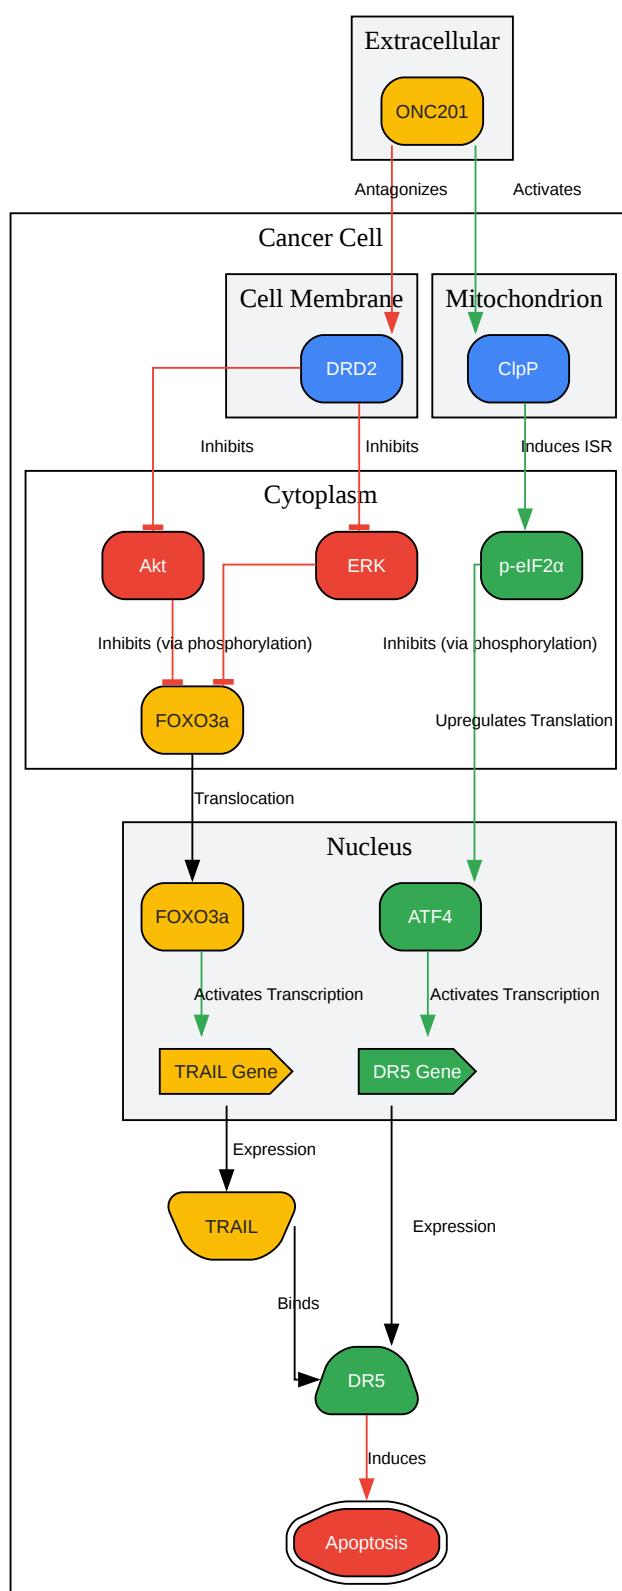 Extracellular
ONC201
Antagonizes
Activates
Cancer Cell
Cell Membrane
Mitochondrion
DRD2
ClpP
Inhibits
Inhibits
Induces ISR
Cytoplasm
Akt
ERK
p-eIF2α
Inhibits (via phosphorylation)
Inhibits (via phosphorylation)
FOXO3a
Upregulates Translation
Translocation
Nucleus
FOXO3a
ATF4
Activates Transcription
Activates Transcription
TRAIL Gene
DR5 Gene
Expression
TRAIL
Expression
Binds
DR5
Induces
Apoptosis